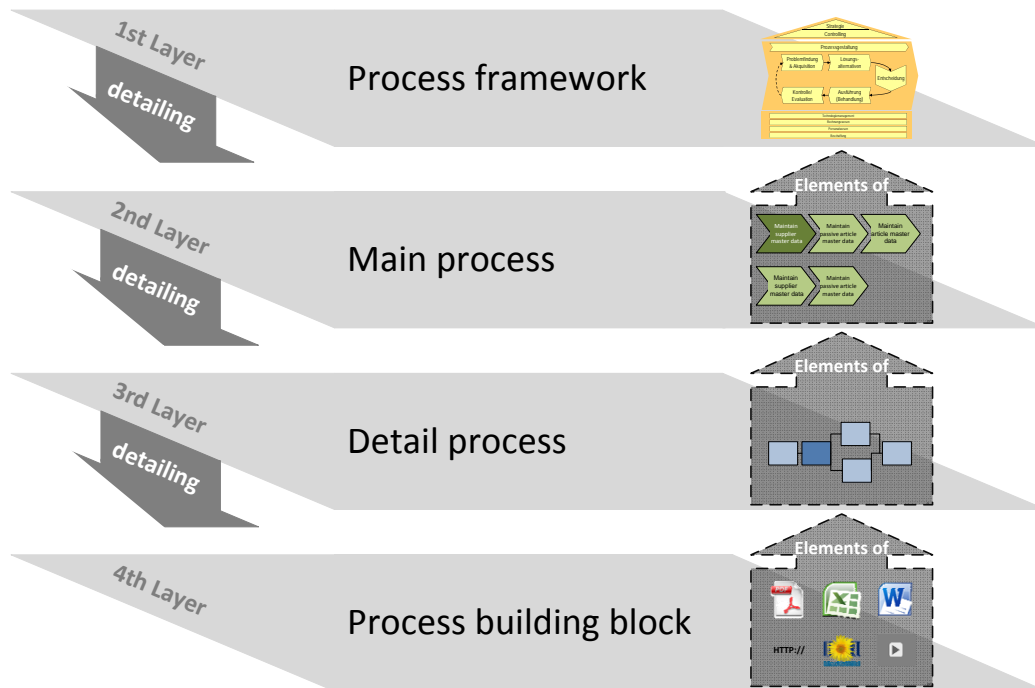 1st Layer
detailing
Process framework
Strategie
Controlling
Prozessgestaltung
Problemfindung
& Akquisition
Lösungs-
alternativen
Entscheidung
Kontrolle/
Evaluation
Ausführung
(Behandlung)
2nd Layer
detailing
Main process
Elements of
Maintain
supplier
master data
Maintain
passive article
master data
Maintain
article master
data
Maintain
supplier
master data
Maintain
passive article
master data
3rd Layer
detailing
Detail process
Elements of
4th Layer
Process building block
Elements of
PDF
X
W
HTTP://